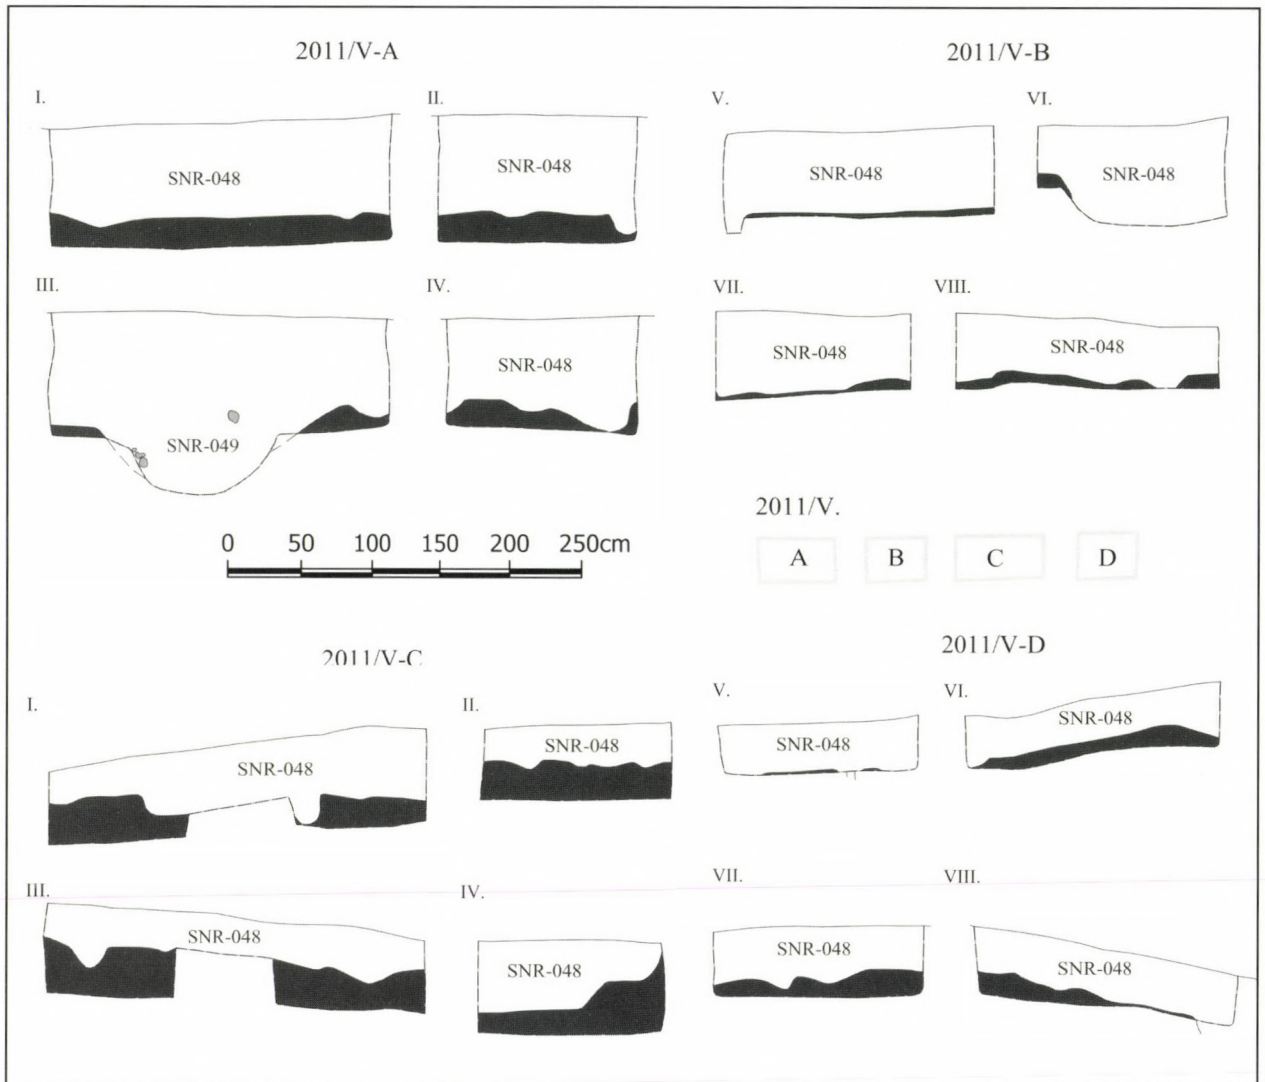 2011/V-A
2011/V-B
I.
II.
V.
VI.
SNR-048
SNR-048
SNR-048
SNR-048
III.
IV.
VII.
VIII.
SNR-049
SNR-048
SNR-048
SNR-048
2011/V.
A
B
C
D
0 50 100 150 200 250cm
2011/V-C
2011/V-D
I.
II.
V.
VI.
SNR-048
SNR-048
SNR-048
SNR-048
III.
IV.
VII.
VIII.
SNR-048
SNR-048
SNR-048
SNR-048